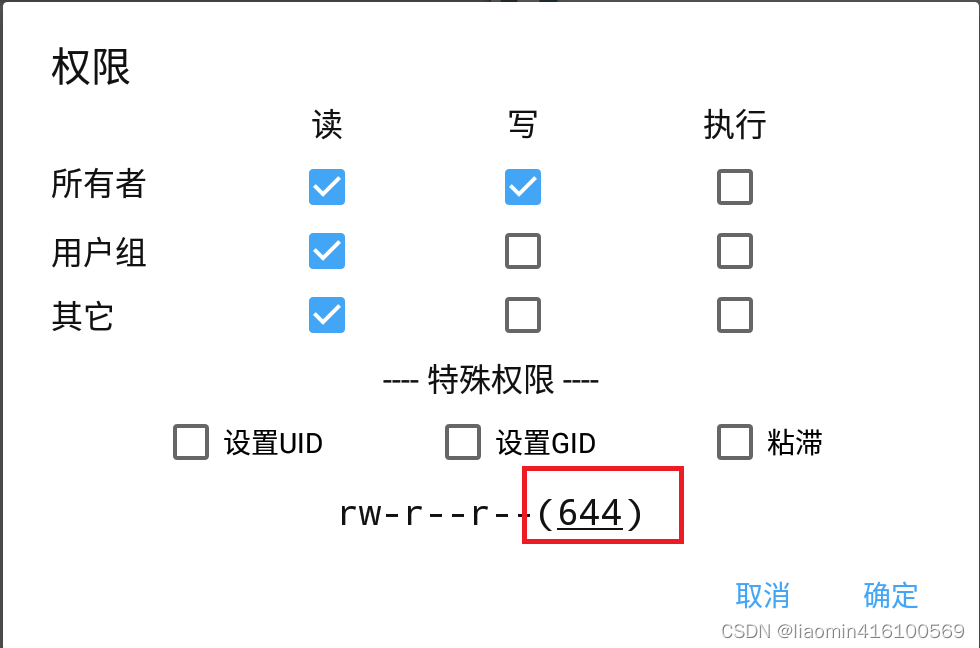 权限
读 写 执行
所有者
用户组
其它
---- 特殊权限 ----
设置UID 设置GID 粘滞
rw-r--r--(644)
取消 确定
CSDN @liaomin416100569